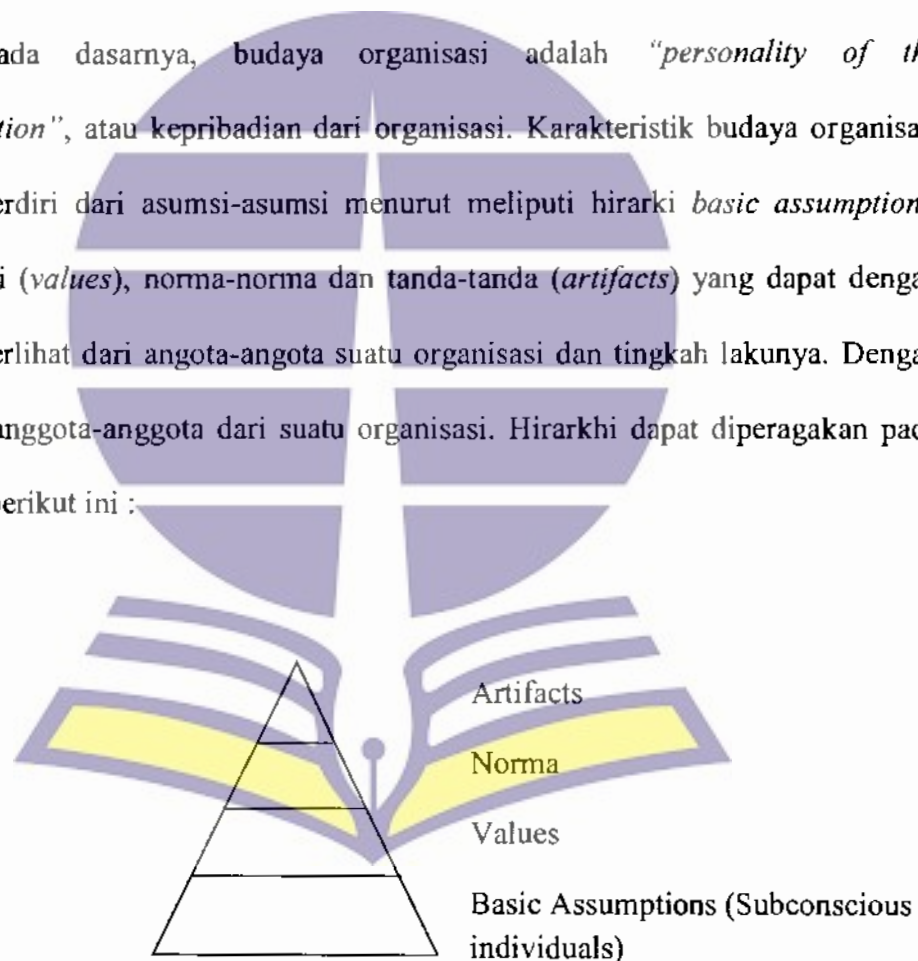 ada dasarnya, budaya organisasi adalah “personality of th
tion”, atau kepribadian dari organisasi. Karakteristik budaya organisa
erdiri dari asumsi-asumsi menurut meliputi hirarki basic assumption
i (values), norma-norma dan tanda-tanda (artifacts) yang dapat denga
erlihat dari angota-angota suatu organisasi dan tingkah lakunya. Denga
anggota-anggota dari suatu organisasi. Hirarkhi dapat diperagakan pad
erikut ini :
Artifacts
Norma
Values
Basic Assumptions (Subconscious
individuals)